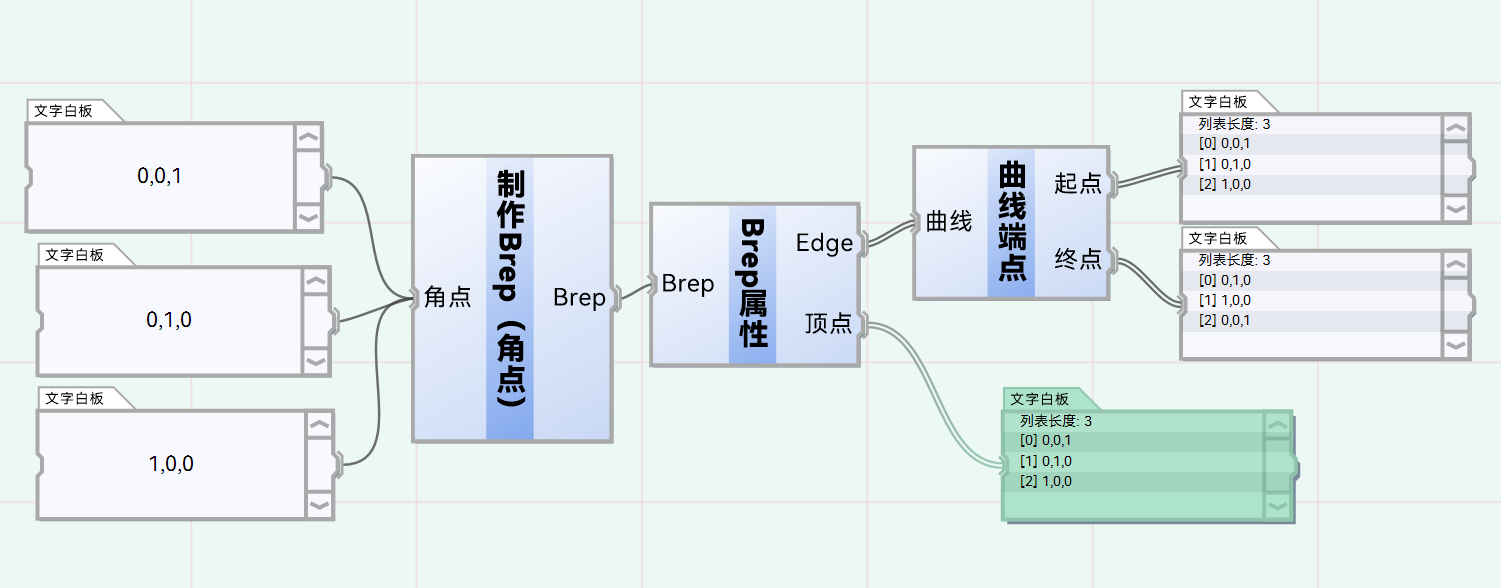 文字白板
0,0,1
文字白板
0,1,0
文字白板
1,0,0
角点
制作Brep（角点）
Brep
Brep
Brep属性
Edge
顶点
曲线
曲线端点
起点
终点
文字白板
列表长度: 3
[0] 0,0,1
[1] 0,1,0
[2] 1,0,0
文字白板
列表长度: 3
[0] 0,1,0
[1] 1,0,0
[2] 0,0,1
文字白板
列表长度: 3
[0] 0,0,1
[1] 0,1,0
[2] 1,0,0